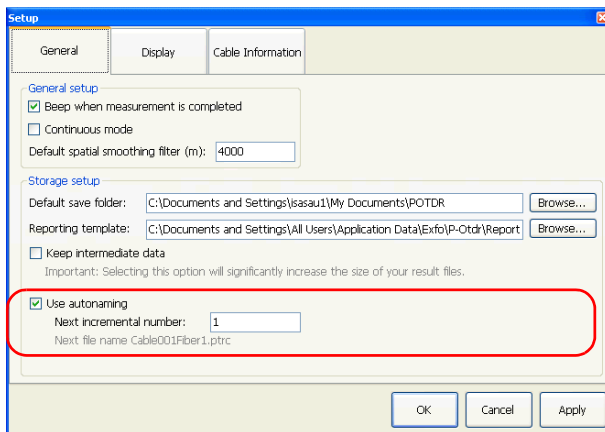 Setup
General
Display
Cable Information
General setup
Beep when measurement is completed
Continuous mode
Default spatial smoothing filter (m): 4000
Storage setup
Default save folder: C:\Documents and Settings\isasau1\My Documents\POTDR Browse...
Reporting template: C:\Documents and Settings\All Users\Application Data\Exfo\P-Otdr\Report Browse...
Keep intermediate data
Important: Selecting this option will significantly increase the size of your result files.
Use autonaming
Next incremental number: 1
Next file name Cable001Fiber1.ptrc
OK
Cancel
Apply